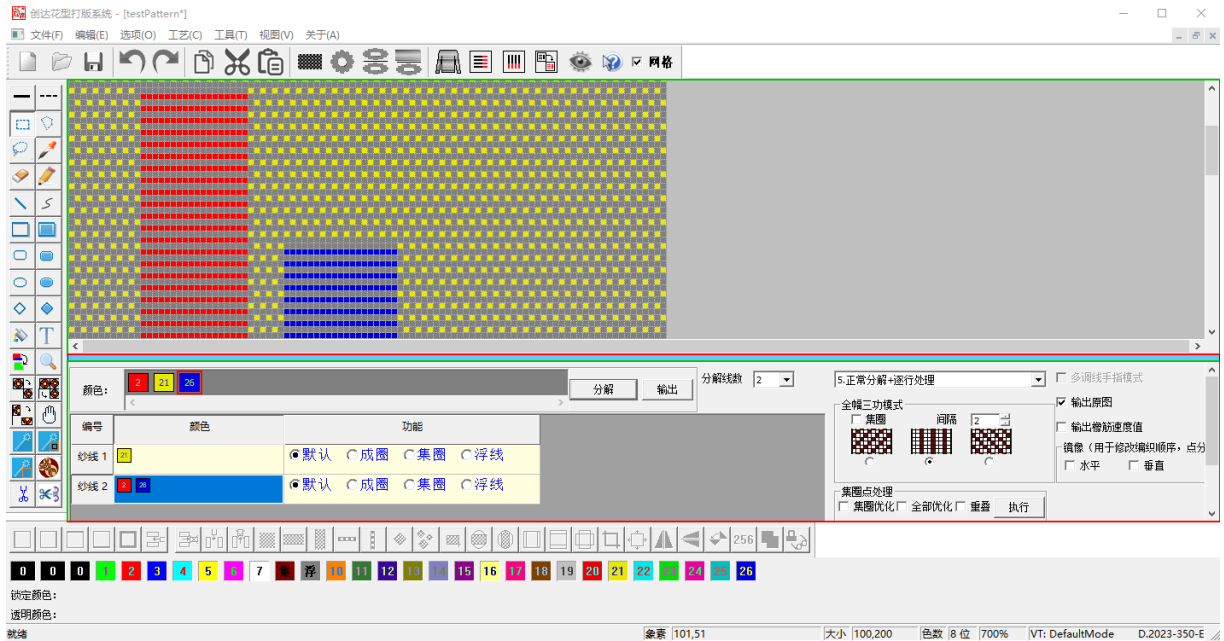 创达花型打版系统 - [testPattern*]
文件(F) 编辑(E) 选项(O) 工艺(C) 工具(T) 视图(V) 关于(A)
网格
颜色： 2 21 26 分解 输出 分解线数 2 5.正常分解+逐行处理 多调线手指模式
全幅三功模式 输出原图
集圈 间隔 2
编号 颜色 功能 输出橡筋速度值
纱线 1 21 默认 成圈 集圈 浮线 镜像（用于修改编织顺序，点分
水平 垂直
纱线 2 2 26 默认 成圈 集圈 浮线
集圈点处理
集圈优化 全部优化 重叠 执行
256
0 0 0 1 2 3 4 5 6 7 集 浮 10 11 12 13 14 15 16 17 18 19 20 21 22 23 24 25 26
锁定颜色：
透明颜色：
就绪 象素 101,51 大小 100,200 色数 8 位 700% VT: DefaultMode D.2023-350-E